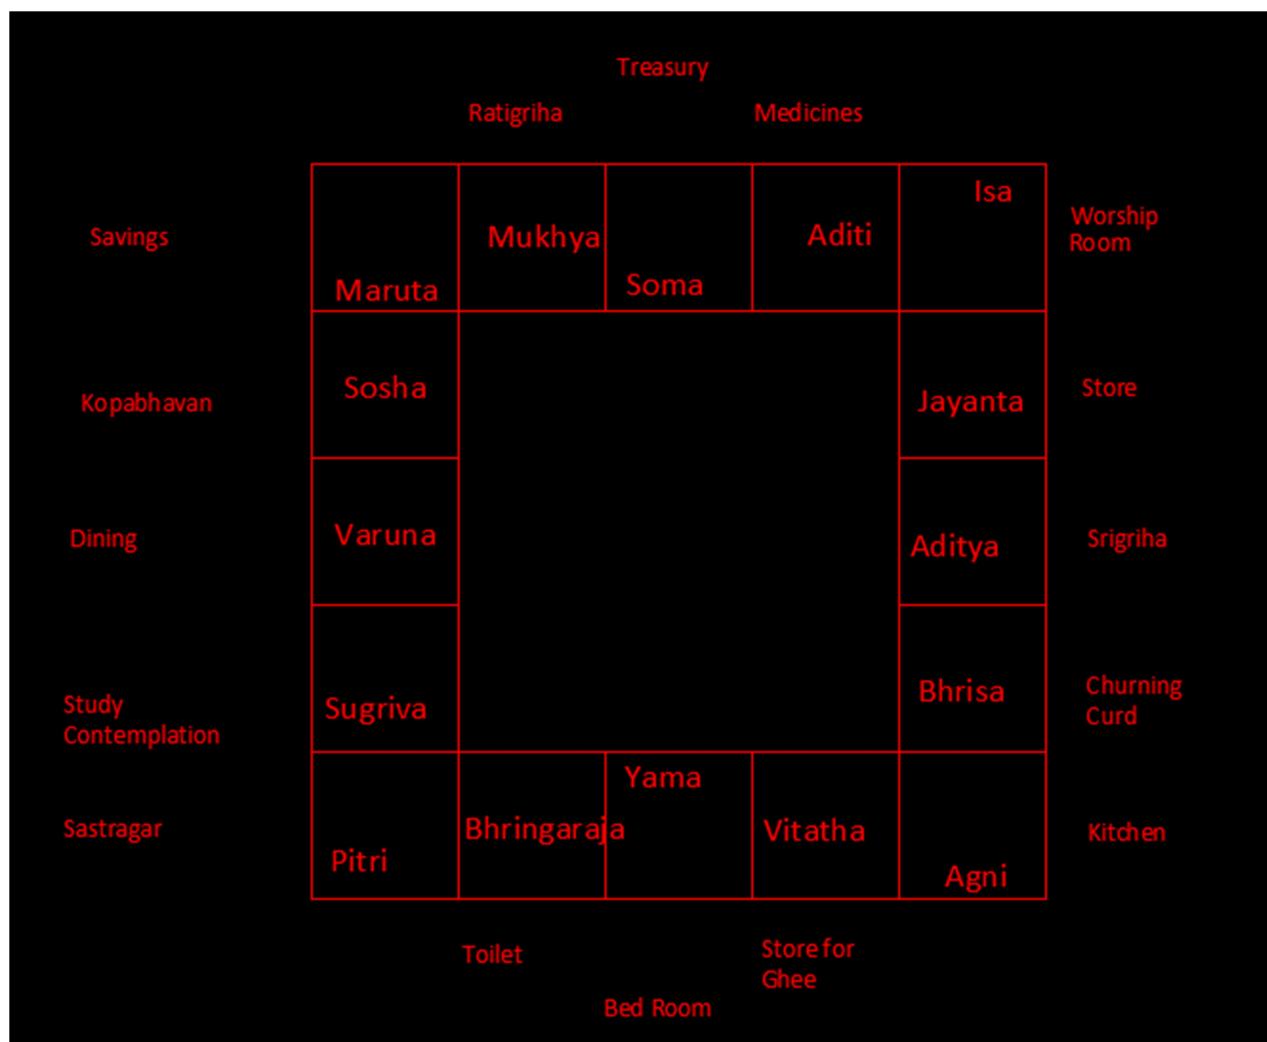 Treasury
Ratigriha
Medicines
Isa
Worship
Room
Savings
Mukhya
Aditi
Soma
Maruta
Sosha
Kopabhavan
Jayanta
Store
Varuna
Dining
Aditya
Srigriha
Bhrisa
Churning
Curd
Study
Contemplation
Sugriva
Yama
Sastragar
Bhringaraja
Vitatha
Kitchen
Pitri
Agni
Toilet
Store for
Ghee
Bed Room